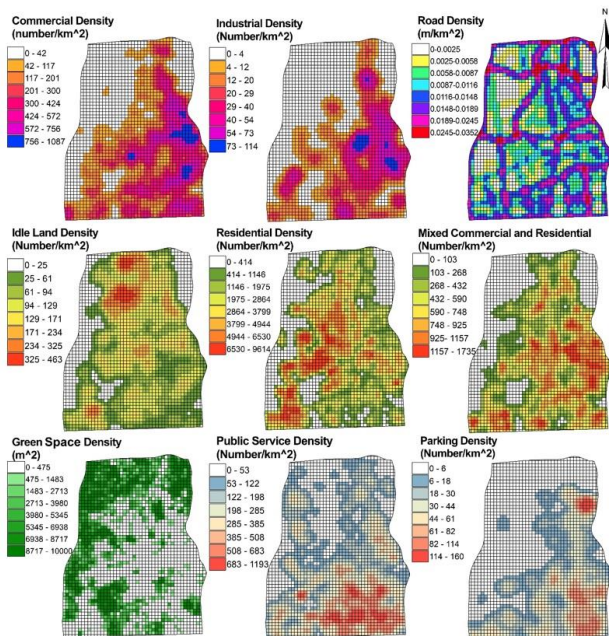 Commercial Density
(number/km^2)
0 - 42
42 - 117
117 - 201
201 - 300
300 - 424
424 - 572
572 - 756
756 - 1087
Industrial Density
(Number/km^2)
0 - 4
4 - 12
12 - 20
20 - 29
29 - 40
40 - 54
54 - 73
73 - 114
Road Density
(m/km^2)
0-0.0025
0.0025-0.0058
0.0058-0.0087
0.0087-0.0116
0.0116-0.0148
0.0148-0.0189
0.0189-0.0245
0.0245-0.0352
N
Idle Land Density
(Number/km^2)
0 - 25
25 - 61
61 - 94
94 - 129
129 - 171
171 - 234
234 - 325
325 - 463
Residential Density
(Number/km^2)
0 - 414
414 - 1146
1146 - 1975
1975 - 2864
2864 - 3799
3799 - 4944
4944 - 6530
6530 - 9614
Mixed Commercial and Residential
(Number/km^2)
0 - 103
103 - 268
268 - 432
432 - 590
590 - 748
748 - 925
925- 1157
1157 - 1735
Green Space Density
(m^2)
0 - 475
475 - 1483
1483 - 2713
2713 - 3980
3980 - 5345
5345 - 6938
6938 - 8717
8717 - 10000
Public Service Density
Number/km^2)
0 - 53
53 - 122
122 - 198
198 - 285
285 - 385
385 - 508
508 - 683
683 - 1193
Parking Density
(Number/km^2)
0 - 6
6 - 18
18 - 30
30 - 44
44 - 61
61 - 82
82 - 114
114 - 160